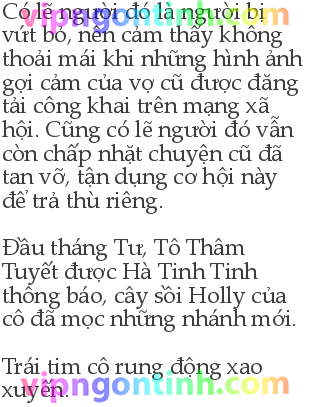 Có lẽ người đó là người bị
vứt bỏ, nên cảm thấy không
thoải mái khi những hình ảnh
gợi cảm của vợ cũ được đăng
tải công khai trên mạng xã
hội. Cũng có lẽ người đó vẫn
còn chấp nhặt chuyện cũ đã
tan vỡ, tận dụng cơ hội này
để trả thù riêng.
Đầu tháng Tư, Tô Thâm
Tuyết được Hà Tinh Tinh
thông báo, cây sồi Holly của
cô đã mọc những nhánh mới.
Trái tim cô rung động xao
xuyến.
vipngontinh.com
vipngontinh.com